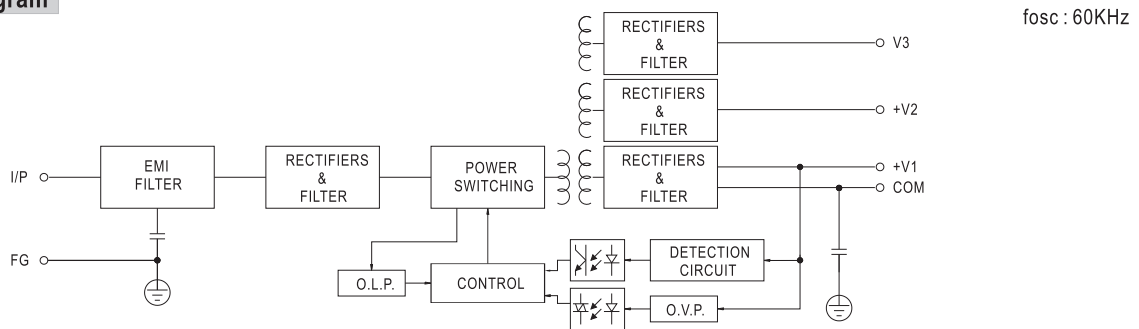 gram
fosc : 60KHz
RECTIFIERS
&
FILTER
V3
RECTIFIERS
&
FILTER
+V2
I/P
EMI
FILTER
RECTIFIERS
&
FILTER
POWER
SWITCHING
RECTIFIERS
&
FILTER
+V1
COM
FG
O.L.P.
CONTROL
DETECTION
CIRCUIT
O.V.P.